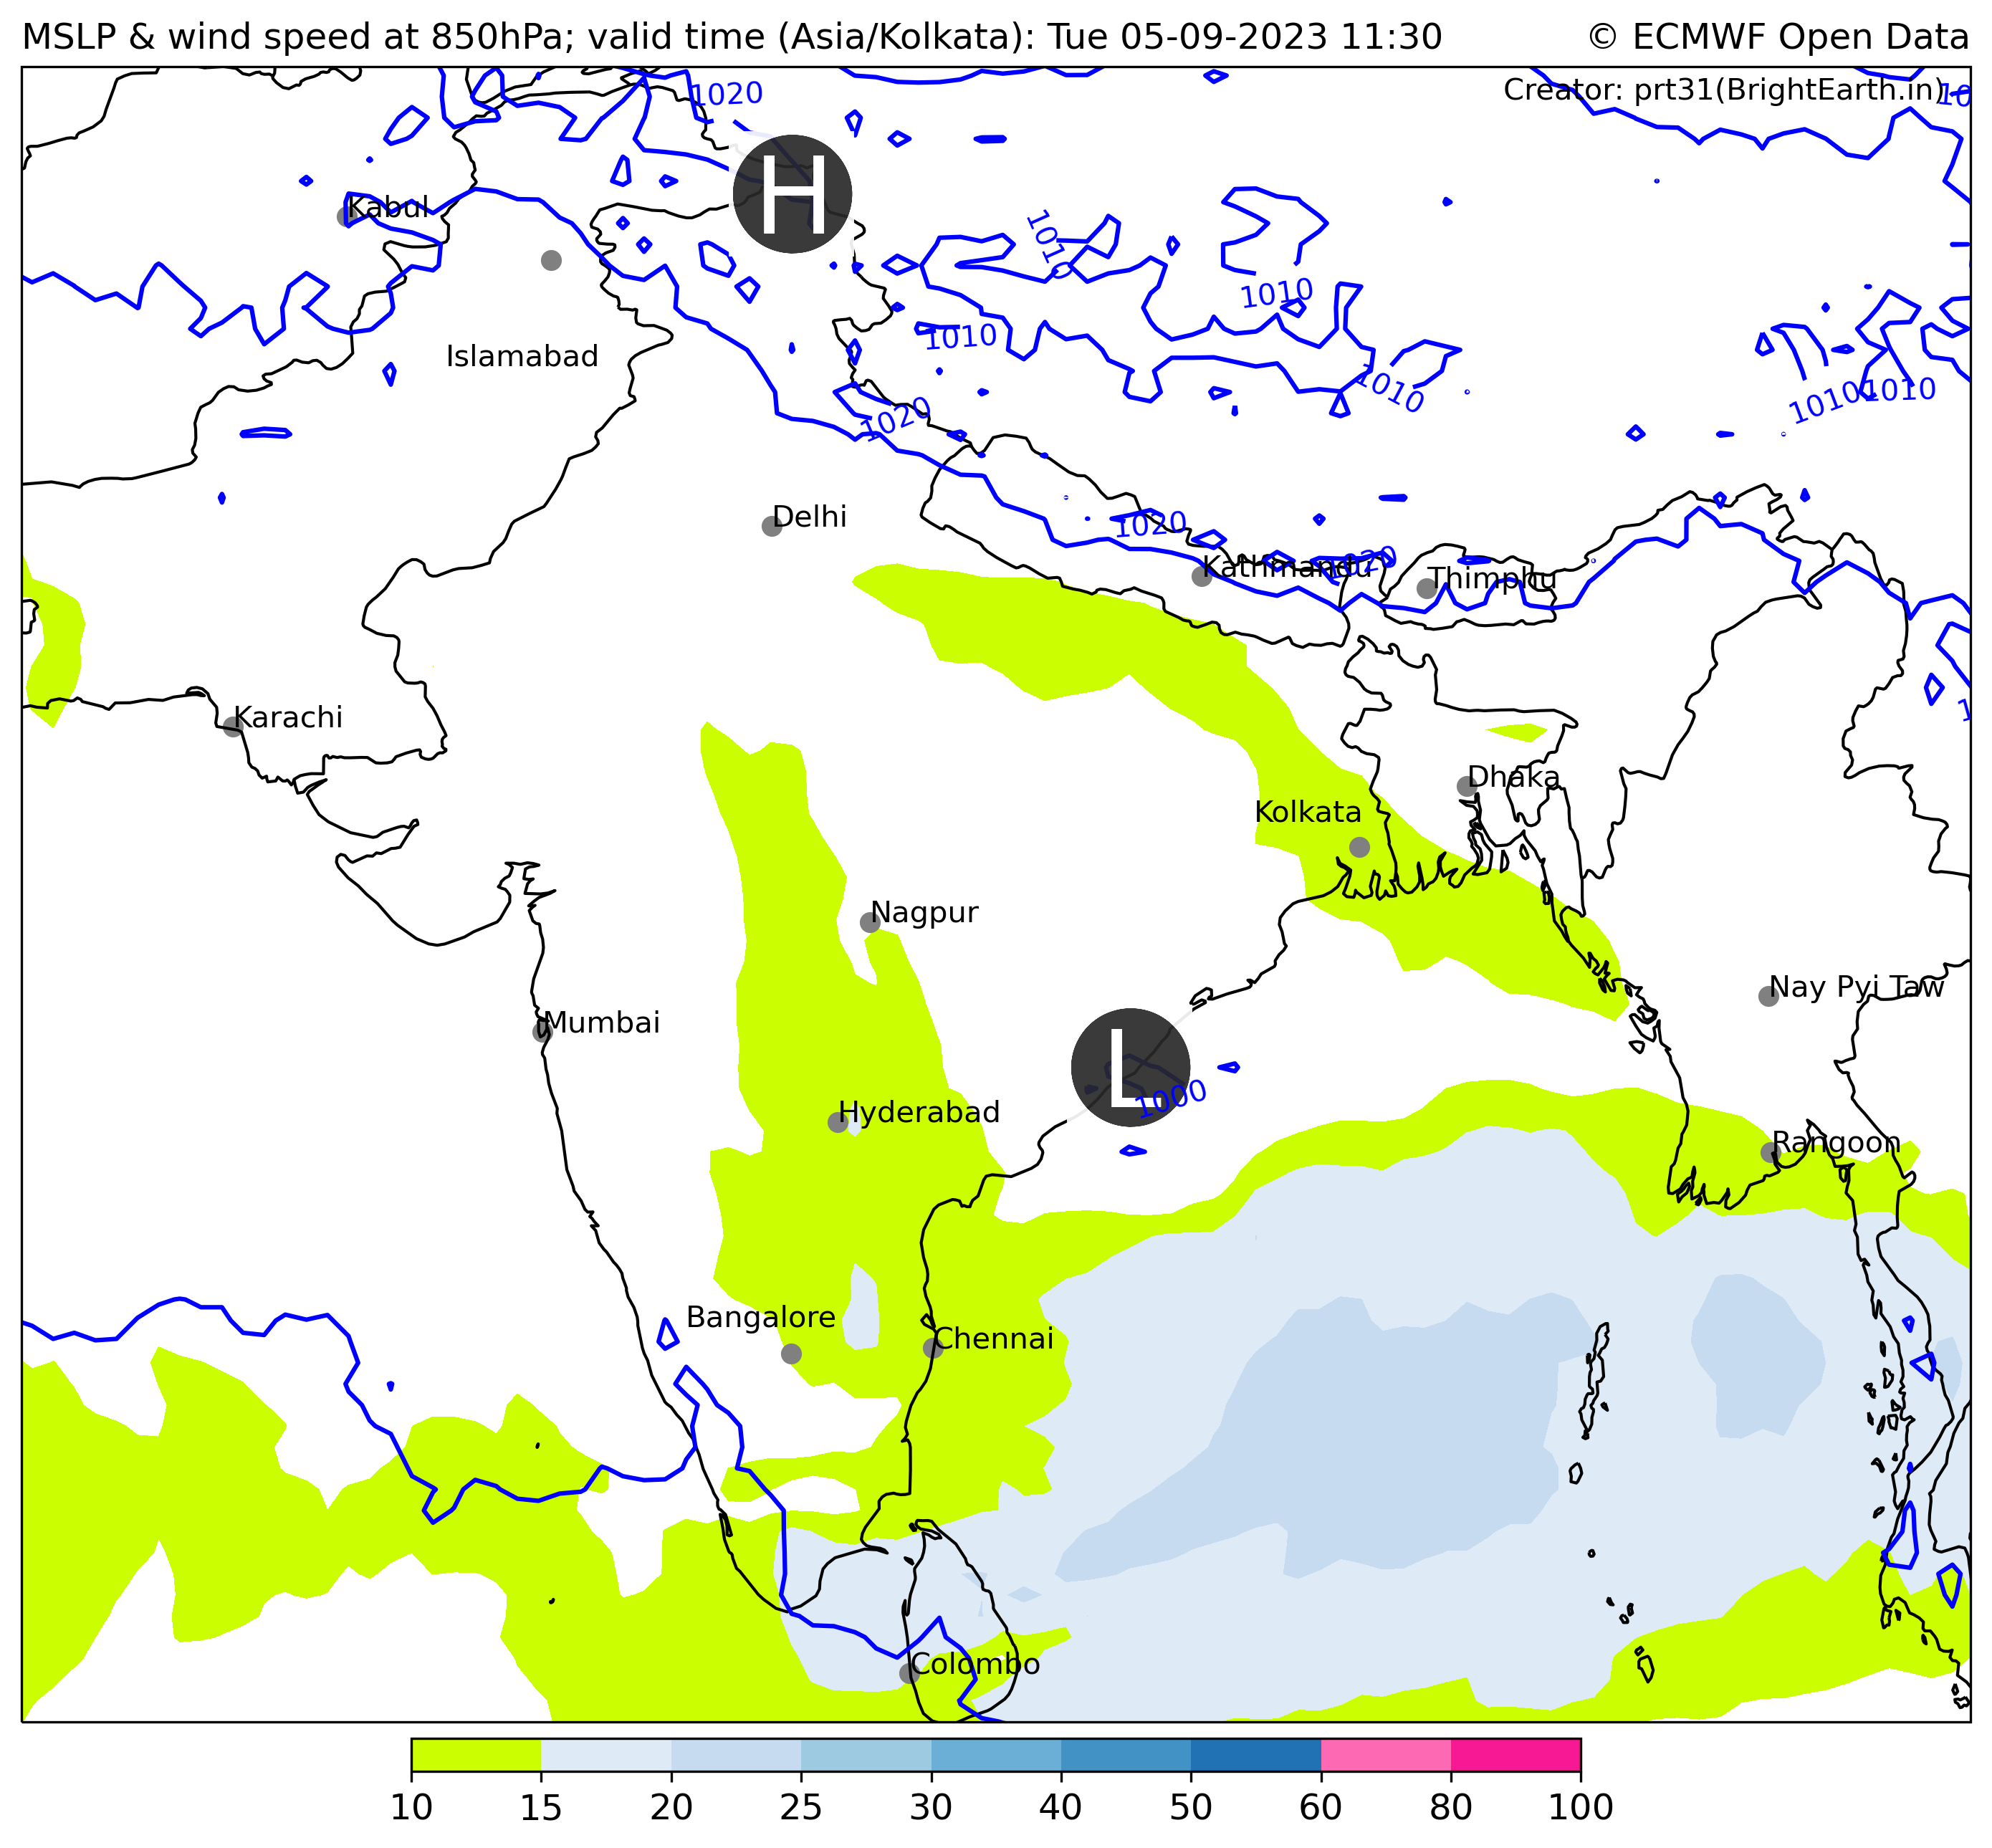 MSLP & wind speed at 850hPa; valid time (Asia/Kolkata): Tue 05-09-2023 11:30
© ECMWF Open Data
Creator: prt31(BrightEarth.in)
1020
10
H
Kabul
1010
1010
1010
Islamabad
1010
1010
1010
1020
Delhi
1020
Kathmandu
1020
Thimphu
Karachi
Dhaka
Kolkata
Nagpur
Nay Pyi Taw
Mumbai
L
1000
Hyderabad
Rangoon
Bangalore
Chennai
Colombo
10 15 20 25 30 40 50 60 80 100